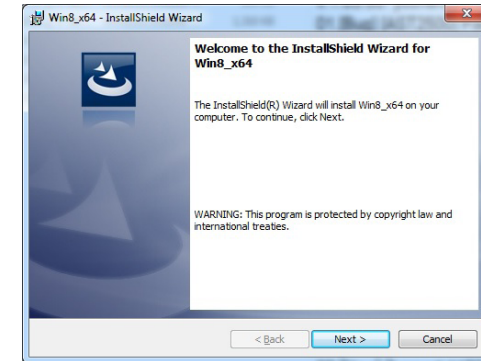 Win8_x64 - InstallShield Wizard
Welcome to the InstallShield Wizard for
Win8_x64
The InstallShield(R) Wizard will install Win8_x64 on your
computer. To continue, click Next.
WARNING: This program is protected by copyright law and
international treaties.
< Back
Next >
Cancel